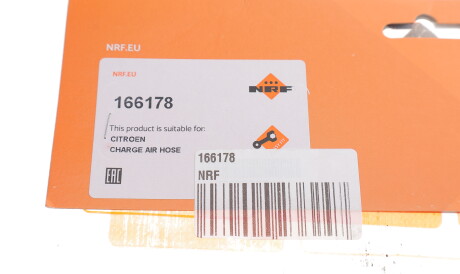 NRF.EU
NRF.EU
NRF
166178
This product is suitable for:
CITROEN
CHARGE AIR HOSE
EAC
166178
NRF